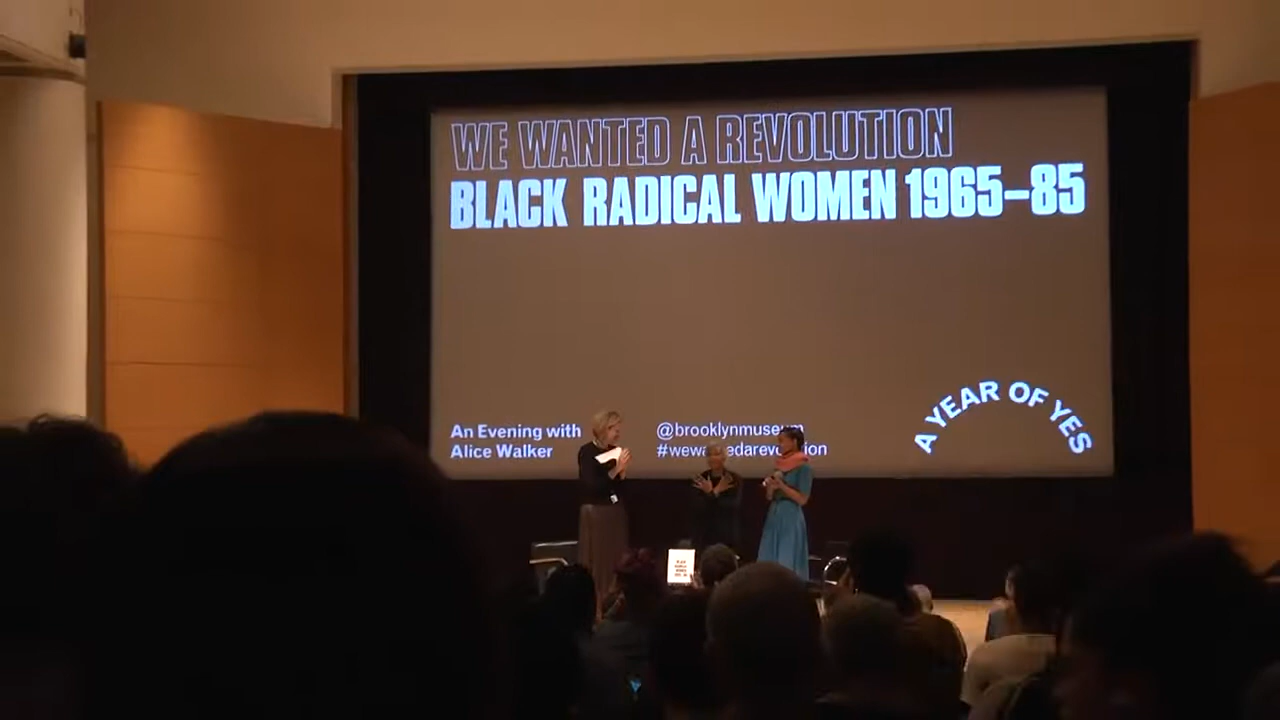 WE WANTED A REVOLUTION
BLACK RADICAL WOMEN 1965–85
An Evening with
Alice Walker
@brooklynmuseum
A YEAR OF YES